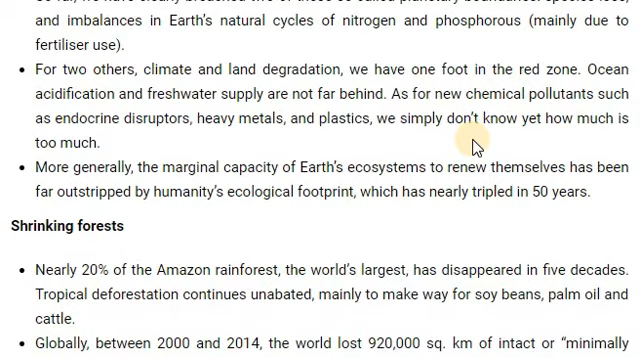 and imbalances in Earth's natural cycles of nitrogen and phosphorous (mainly due to
fertiliser use).
• For two others, climate and land degradation, we have one foot in the red zone. Ocean
acidification and freshwater supply are not far behind. As for new chemical pollutants such
as endocrine disruptors, heavy metals, and plastics, we simply don't know yet how much is
too much.
• More generally, the marginal capacity of Earth's ecosystems to renew themselves has been
far outstripped by humanity's ecological footprint, which has nearly tripled in 50 years.
Shrinking forests
• Nearly 20% of the Amazon rainforest, the world's largest, has disappeared in five decades.
Tropical deforestation continues unabated, mainly to make way for soy beans, palm oil and
cattle.
• Globally, between 2000 and 2014, the world lost 920,000 sq. km of intact or “minimally